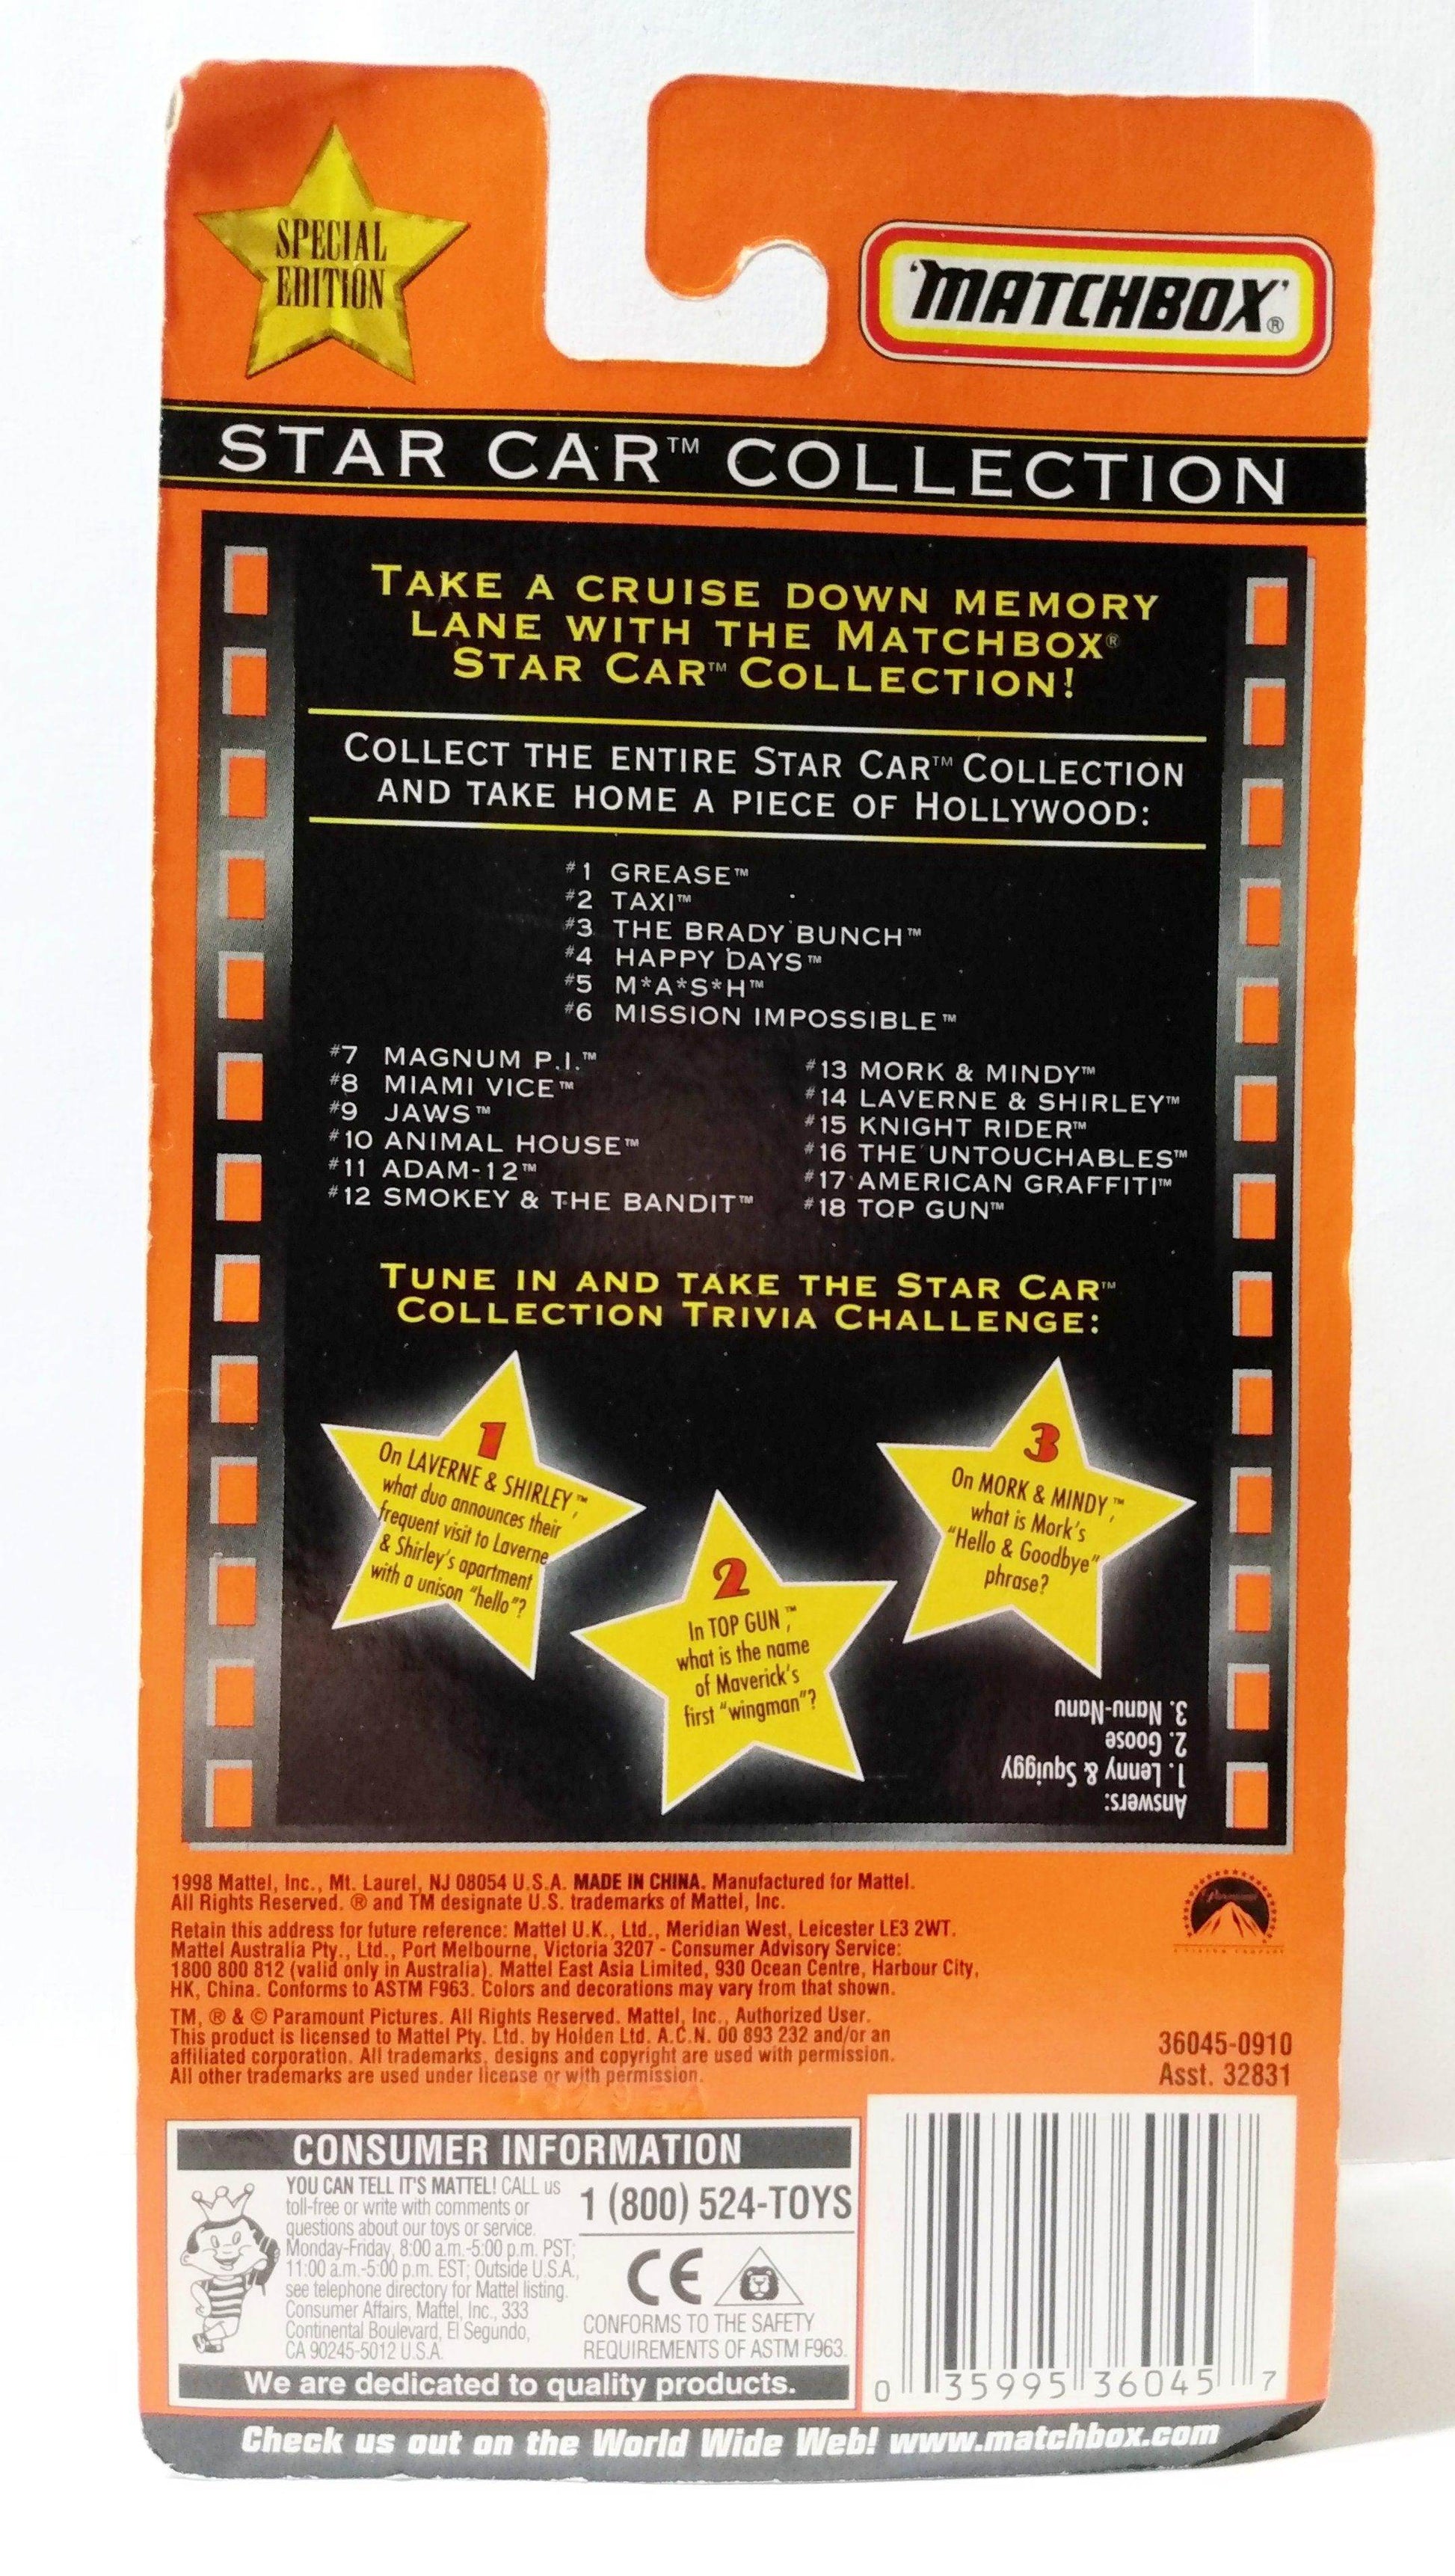 SPECIAL
EDITION
'MATCHBOX'®
STAR CAR™ COLLECTION
TAKE A CRUISE DOWN MEMORY
LANE WITH THE MATCHBOX®
STAR CAR™ COLLECTION!
COLLECT THE ENTIRE STAR CAR™ COLLECTION
AND TAKE HOME A PIECE OF HOLLYWOOD:
#1 GREASE™
#2 TAXI™
#3 THE BRADY BUNCH™
#4 HAPPY DAYS™
#5 M*A*S*H™
#6 MISSION IMPOSSIBLE™
#7 MAGNUM P.I.™
#8 MIAMI VICE™
#9 JAWS™
#10 ANIMAL HOUSE™
#11 ADAM-12™
#12 SMOKEY & THE BANDIT™
#13 MORK & MINDY™
#14 LAVERNE & SHIRLEY™
#15 KNIGHT RIDER™
#16 THE UNTOUCHABLES™
#17 AMERICAN GRAFFITI™
#18 TOP GUN™
TUNE IN AND TAKE THE STAR CAR™
COLLECTION TRIVIA CHALLENGE:
1
On LAVERNE & SHIRLEY™,
what duo announces their
frequent visit to Laverne
& Shirley's apartment
with a unison "hello"?
2
In TOP GUN™,
what is the name
of Maverick's
first "wingman"?
3
On MORK & MINDY™,
what is Mork's
"Hello & Goodbye"
phrase?
Answers:
1. Lenny & Squiggy
2. Goose
3. Nanu-Nanu
1998 Mattel, Inc., Mt. Laurel, NJ 08054 U.S.A. MADE IN CHINA. Manufactured for Mattel.
All Rights Reserved. ® and TM designate U.S. trademarks of Mattel, Inc.
Retain this address for future reference: Mattel U.K., Ltd., Meridian West, Leicester LE3 2WT.
Mattel Australia Pty., Ltd., Port Melbourne, Victoria 3207 - Consumer Advisory Service:
1800 800 812 (valid only in Australia). Mattel East Asia Limited, 930 Ocean Centre, Harbour City,
HK, China. Conforms to ASTM F963. Colors and decorations may vary from that shown.
TM, ® & © Paramount Pictures. All Rights Reserved. Mattel, Inc., Authorized User.
This product is licensed to Mattel Pty. Ltd. by Holden Ltd. A.C.N. 00 893 232 and/or an
affiliated corporation. All trademarks, designs and copyright are used with permission.
All other trademarks are used under license or with permission.
Paramount
36045-0910
Asst. 32831
CONSUMER INFORMATION
YOU CAN TELL IT'S MATTEL! CALL us
toll-free or write with comments or
questions about our toys or service.
Monday-Friday, 8:00 a.m.-5:00 p.m. PST;
11:00 a.m.-5:00 p.m. EST; Outside U.S.A.,
see telephone directory for Mattel listing.
Consumer Affairs, Mattel, Inc., 333
Continental Boulevard, El Segundo,
CA 90245-5012 U.S.A.
1 (800) 524-TOYS
CE
CONFORMS TO THE SAFETY
REQUIREMENTS OF ASTM F963.
We are dedicated to quality products.
0 35995 36045 7
Check us out on the World Wide Web! www.matchbox.com